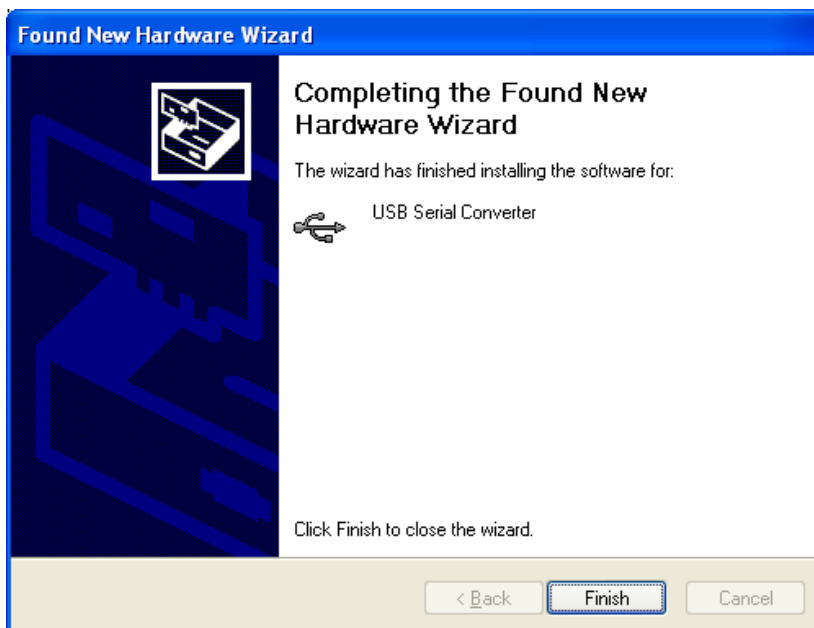 Found New Hardware Wizard
Completing the Found New
Hardware Wizard
The wizard has finished installing the software for:
USB Serial Converter
Click Finish to close the wizard.
< Back
Finish
Cancel